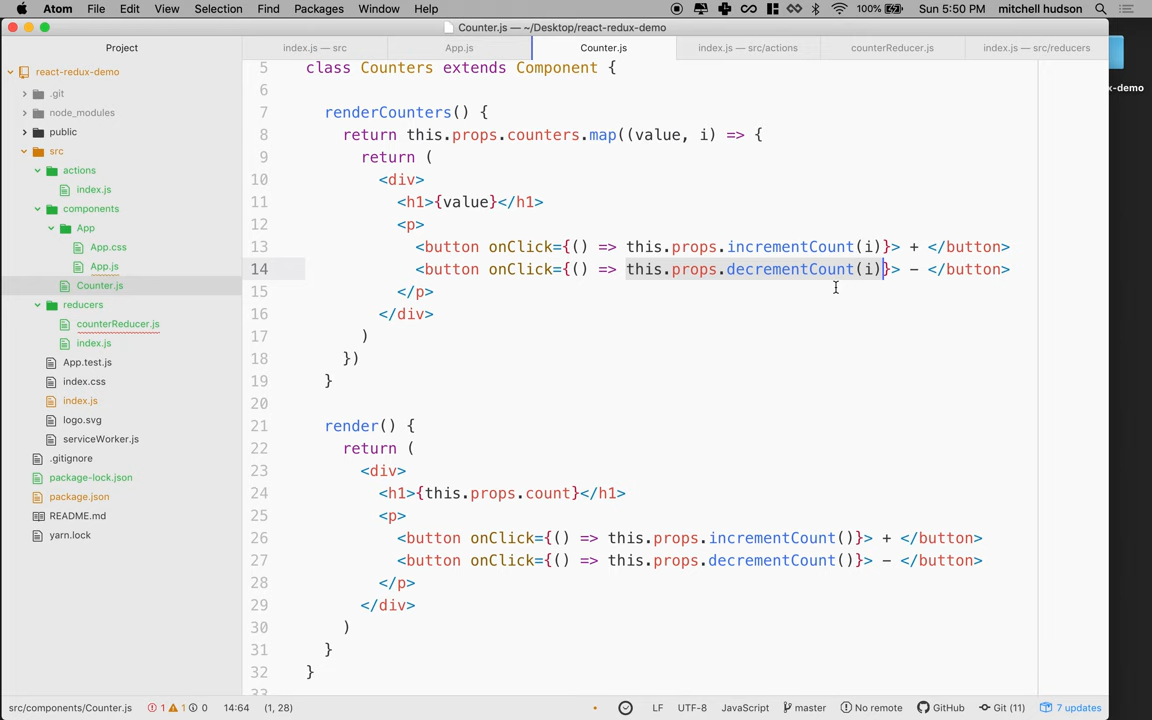 Atom File Edit View Selection Find Packages Window Help 100% Sun 5:50 PM mitchell hudson
Counter.js — ~/Desktop/react-redux-demo
Project index.js — src App.js Counter.js index.js — src/actions counterReducer.js index.js — src/reducers
x-demo
react-redux-demo
.git
node_modules
public
src
actions
index.js
components
App
App.css
App.js
Counter.js
reducers
counterReducer.js
index.js
App.test.js
index.css
index.js
logo.svg
serviceWorker.js
.gitignore
package-lock.json
package.json
README.md
yarn.lock
5 class Counters extends Component {
6
7 renderCounters() {
8 return this.props.counters.map((value, i) => {
9 return (
10 <div>
11 <h1>{value}</h1>
12 <p>
13 <button onClick={() => this.props.incrementCount(i)}> + </button>
14 <button onClick={() => this.props.decrementCount(i)}> - </button>
15 </p>
16 </div>
17 )
18 })
19 }
20
21 render() {
22 return (
23 <div>
24 <h1>{this.props.count}</h1>
25 <p>
26 <button onClick={() => this.props.incrementCount()}> + </button>
27 <button onClick={() => this.props.decrementCount()}> - </button>
28 </p>
29 </div>
30 )
31 }
32 }
33
src/components/Counter.js 1 1 0 14:64 (1, 28) LF UTF-8 JavaScript master No remote GitHub Git (11) 7 updates